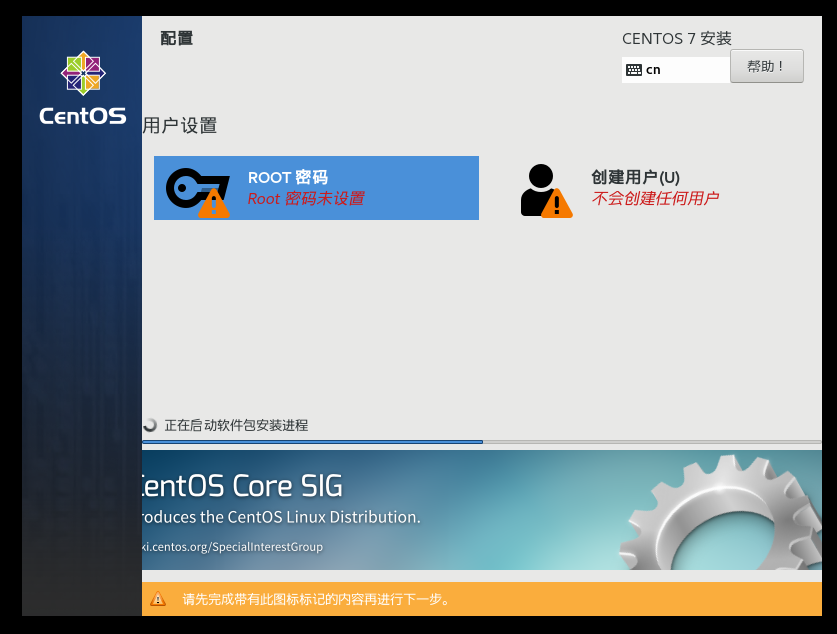 CentOS
配置
CENTOS 7 安装
cn
帮助！
用户设置
ROOT 密码
Root 密码未设置
创建用户(U)
不会创建任何用户
正在启动软件包安装进程
CentOS Core SIG
roduces the CentOS Linux Distribution.
ki.centos.org/SpecialInterestGroup
请先完成带有此图标标记的内容再进行下一步。